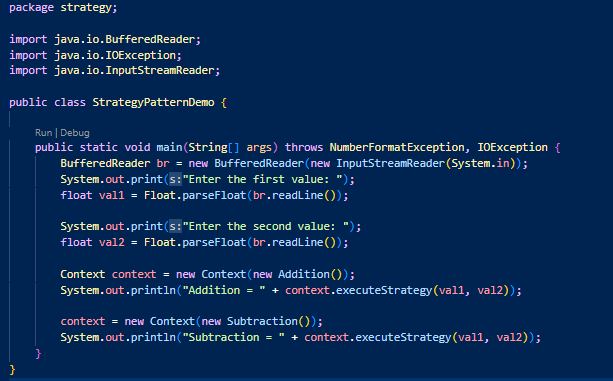 package strategy;
import java.io.BufferedReader;
import java.io.IOException;
import java.io.InputStreamReader;
public class StrategyPatternDemo {
Run | Debug
public static void main(String[] args) throws NumberFormatException, IOException {
BufferedReader br = new BufferedReader(new InputStreamReader(System.in));
System.out.print(s:"Enter the first value: ");
float val1 = Float.parseFloat(br.readLine());
System.out.print(s:"Enter the second value: ");
float val2 = Float.parseFloat(br.readLine());
Context context = new Context(new Addition());
System.out.println("Addition = " + context.executeStrategy(val1, val2));
context = new Context(new Subtraction());
System.out.println("Subtraction = " + context.executeStrategy(val1, val2));
}
}